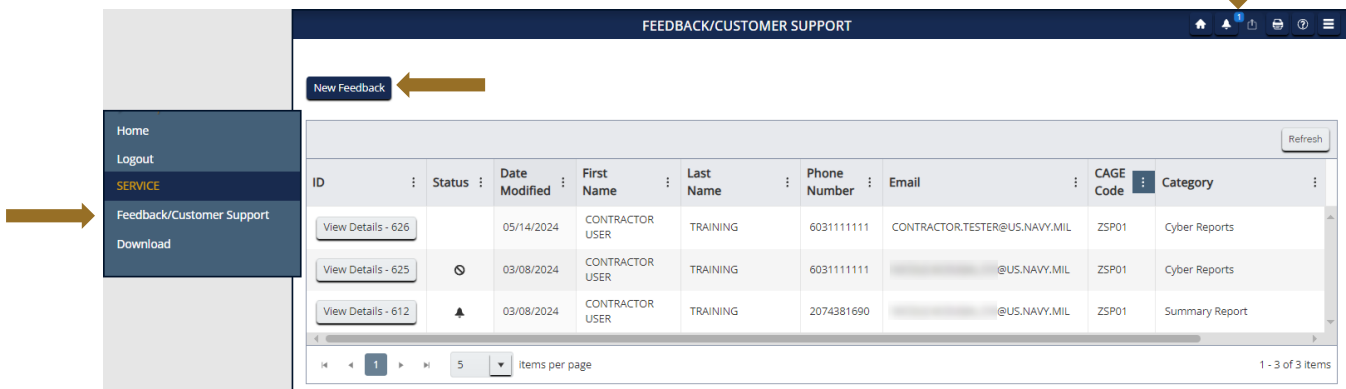 FEEDBACK/CUSTOMER SUPPORT
1
New Feedback
Home
Logout
SERVICE
Feedback/Customer Support
Download
Refresh
ID Status Date Modified First Name Last Name Phone Number Email CAGE Code Category
View Details - 626 05/14/2024 CONTRACTOR USER TRAINING 6031111111 CONTRACTOR.TESTER@US.NAVY.MIL ZSP01 Cyber Reports
View Details - 625 03/08/2024 CONTRACTOR USER TRAINING 6031111111 @US.NAVY.MIL ZSP01 Cyber Reports
View Details - 612 03/08/2024 CONTRACTOR USER TRAINING 2074381690 @US.NAVY.MIL ZSP01 Summary Report
1 5 items per page 1 - 3 of 3 items